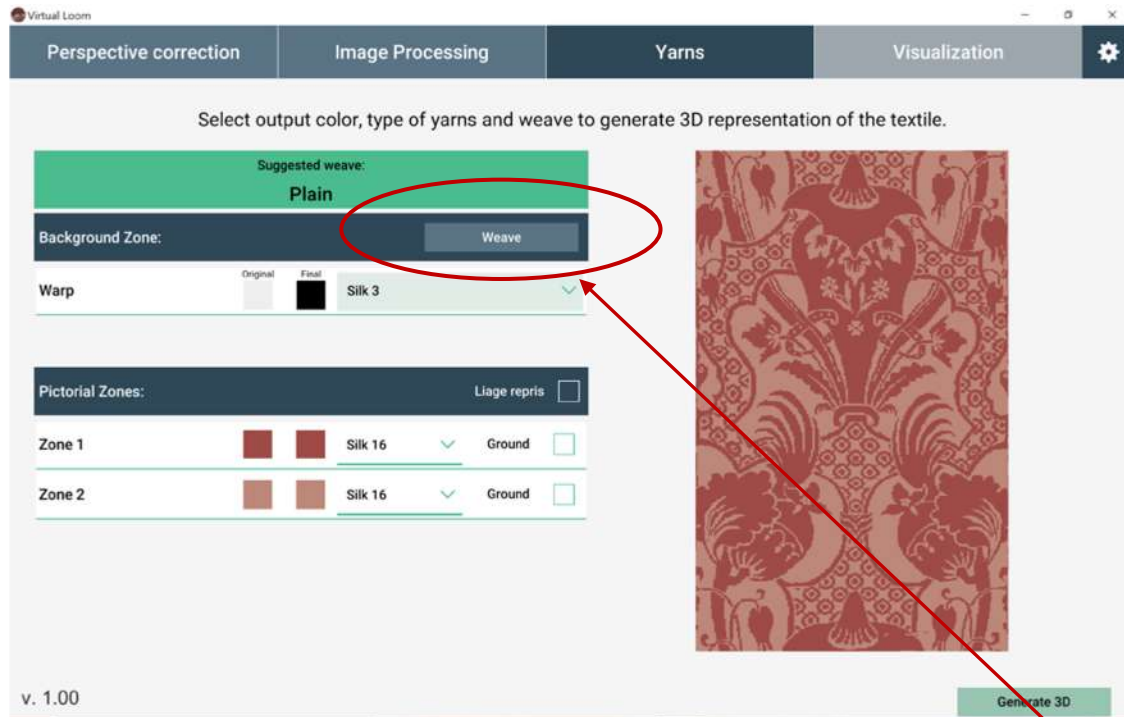 Virtual Loom
Perspective correction Image Processing Yarns Visualization
Select output color, type of yarns and weave to generate 3D representation of the textile.
Suggested weave:
Plain
Background Zone: Weave
Original Final
Warp Silk 3
Pictorial Zones: Liage repris
Zone 1 Silk 16 Ground
Zone 2 Silk 16 Ground
v. 1.00 Generate 3D